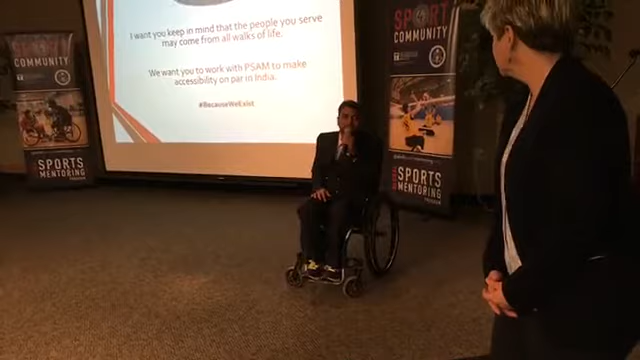 I want you keep in mind that the people you serve
may come from all walks of life.
We want you to work with PSAM to make
accessibility on par in India.
#BecauseWeExist
SPORT
COMMUNITY
SPORTS
MENTORING
SPORT
COMMUNITY
SPORTS
MENTORING